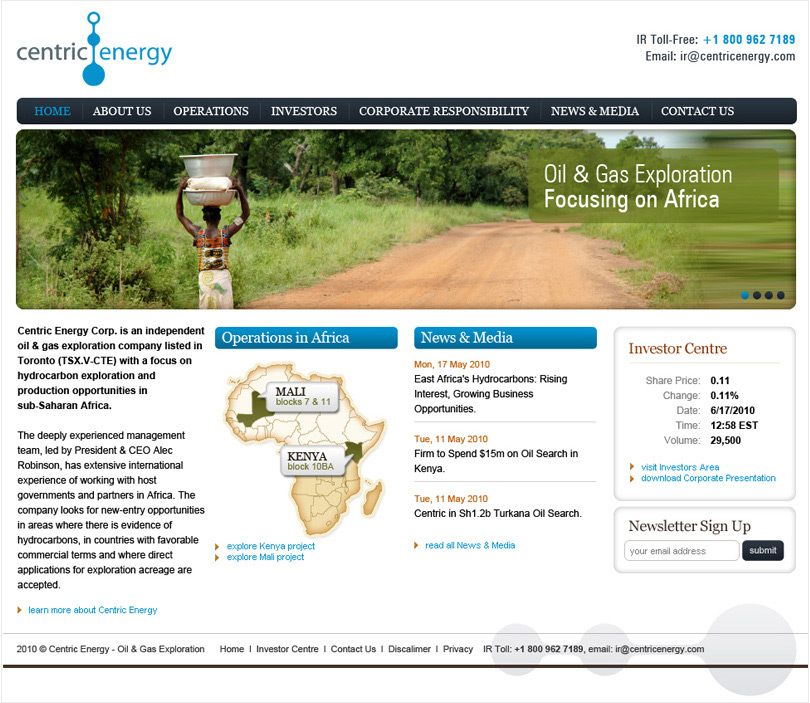 centric energy
IR Toll-Free: +1 800 962 7189
Email: ir@centricenergy.com
HOME ABOUT US OPERATIONS INVESTORS CORPORATE RESPONSIBILITY NEWS & MEDIA CONTACT US
Oil & Gas Exploration
Focusing on Africa
Centric Energy Corp. is an independent
oil & gas exploration company listed in
Toronto (TSX.V-CTE) with a focus on
hydrocarbon exploration and
production opportunities in
sub-Saharan Africa.
The deeply experienced management
team, led by President & CEO Alec
Robinson, has extensive international
experience of working with host
governments and partners in Africa. The
company looks for new-entry opportunities
in areas where there is evidence of
hydrocarbons, in countries with favorable
commercial terms and where direct
applications for exploration acreage are
accepted.
learn more about Centric Energy
Operations in Africa
MALI
blocks 7 & 11
KENYA
block 10BA
explore Kenya project
explore Mali project
News & Media
Mon, 17 May 2010
East Africa's Hydrocarbons: Rising
Interest, Growing Business
Opportunities.
Tue, 11 May 2010
Firm to Spend $15m on Oil Search in
Kenya.
Tue, 11 May 2010
Centric in Sh1.2b Turkana Oil Search.
read all News & Media
Investor Centre
Share Price: 0.11
Change: 0.11%
Date: 6/17/2010
Time: 12:58 EST
Volume: 29,500
visit Investors Area
download Corporate Presentation
Newsletter Sign Up
your email address submit
2010 © Centric Energy - Oil & Gas Exploration Home | Investor Centre | Contact Us | Discalimer | Privacy IR Toll: +1 800 962 7189, email: ir@centricenergy.com